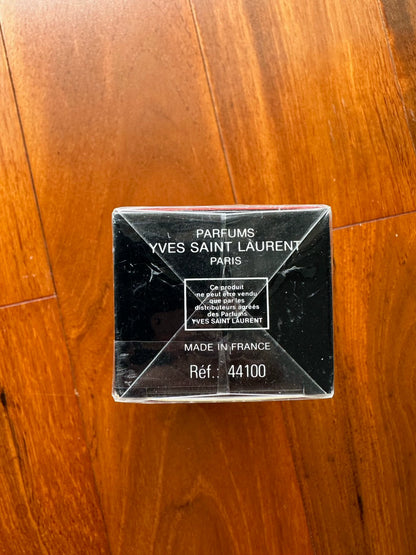 PARFUMS
YVES SAINT LAURENT
PARIS
Ce produit
ne peut être vendu
que par les
distributeurs agréés
des Parfums
YVES SAINT LAURENT
MADE IN FRANCE
Réf.: 44100